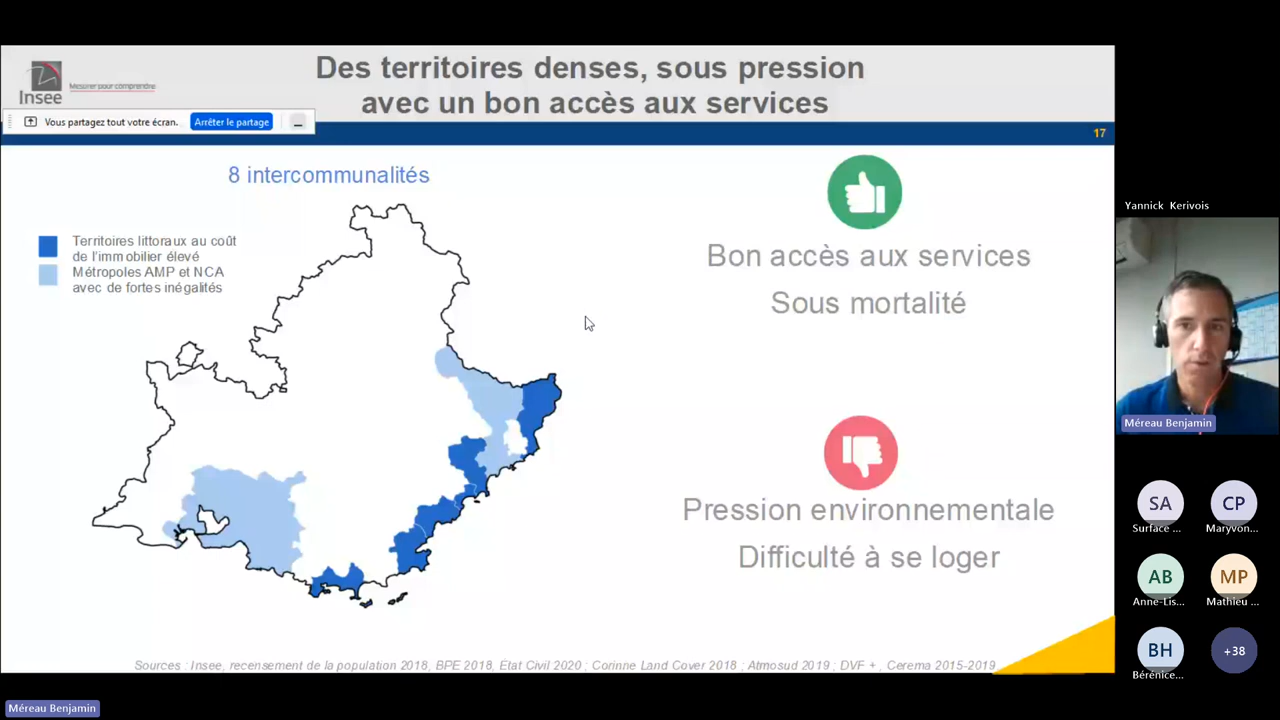 Des territoires denses, sous pression
avec un bon accès aux services
Insee
Mesurer pour comprendre
Vous partagez tout votre écran.
Arrêter le partage
17
8 intercommunalités
Territoires littoraux au coût
de l'immobilier élevé
Métropoles AMP et NCA
avec de fortes inégalités
Bon accès aux services
Sous mortalité
Pression environnementale
Difficulté à se loger
Sources : Insee, recensement de la population 2018, BPE 2018, Etat Civil 2020 ; Corinne Land Cover 2018 ; Atmosud 2019 ; DVF + , Cerema 2015-2019
Yannick Kerivois
Méreau Benjamin
SA
CP
Surface ...
Maryvon...
AB
MP
Anne-Lis...
Mathieu ...
BH
+38
Bérénice...
Méreau Benjamin